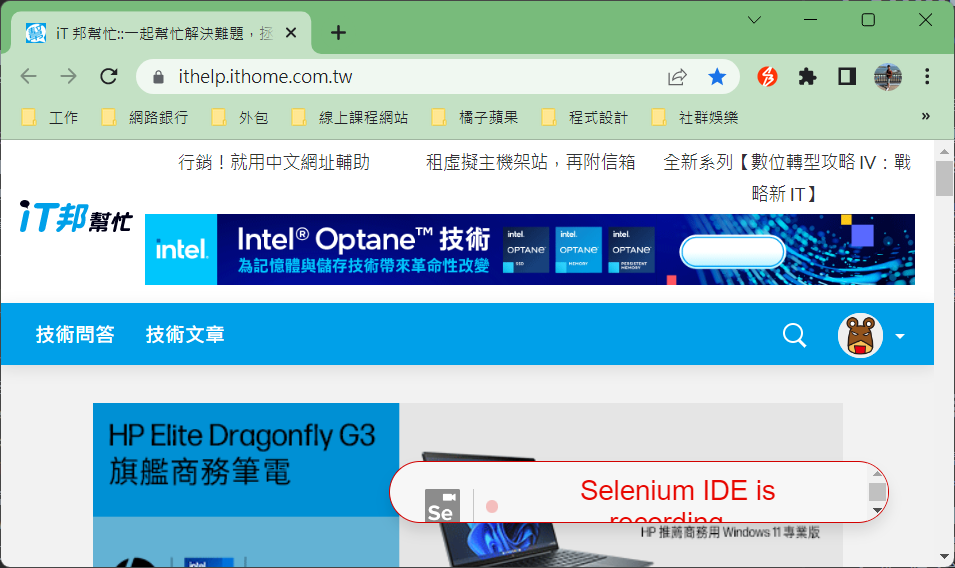 iT 邦幫忙::一起幫忙解決難題，拯
ithelp.ithome.com.tw
工作
網路銀行
外包
線上課程網站
橘子蘋果
程式設計
社群娛樂
»
行銷！就用中文網址輔助
租虛擬主機架站，再附信箱
全新系列【數位轉型攻略 IV：戰
略新 IT】
iT邦幫忙
intel.
Intel® Optane™ 技術
為記憶體與儲存技術帶來革命性改變
intel.
OPTANE™
SSD
intel.
OPTANE™
MEMORY
intel.
OPTANE™
PERSISTENT
MEMORY
技術問答
技術文章
HP Elite Dragonfly G3
旗艦商務筆電
Se
Selenium IDE is
recording
HP 推薦商務用 Windows 11 專業版
intel